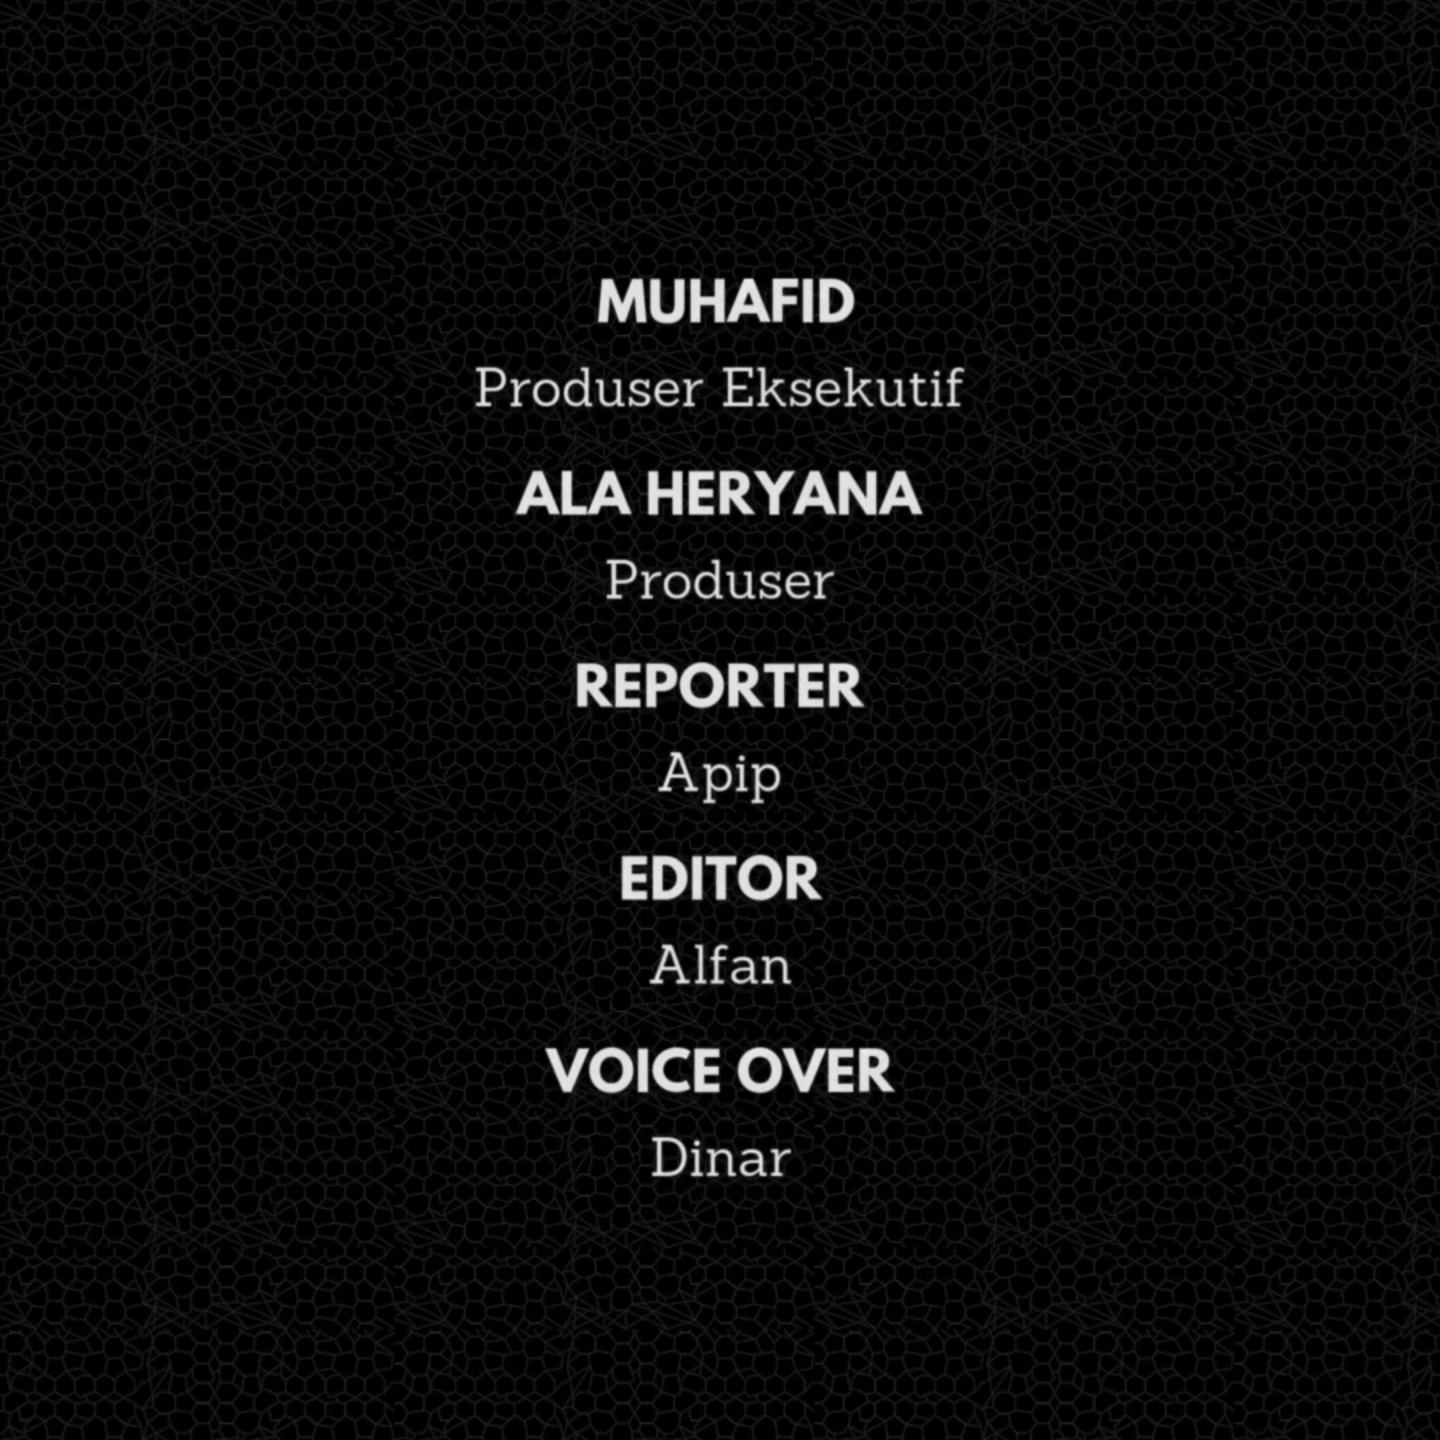 MUHAFID
Produser Eksekutif
ALA HERYANA
Produser
REPORTER
Apip
EDITOR
Alfan
VOICE OVER
Dinar